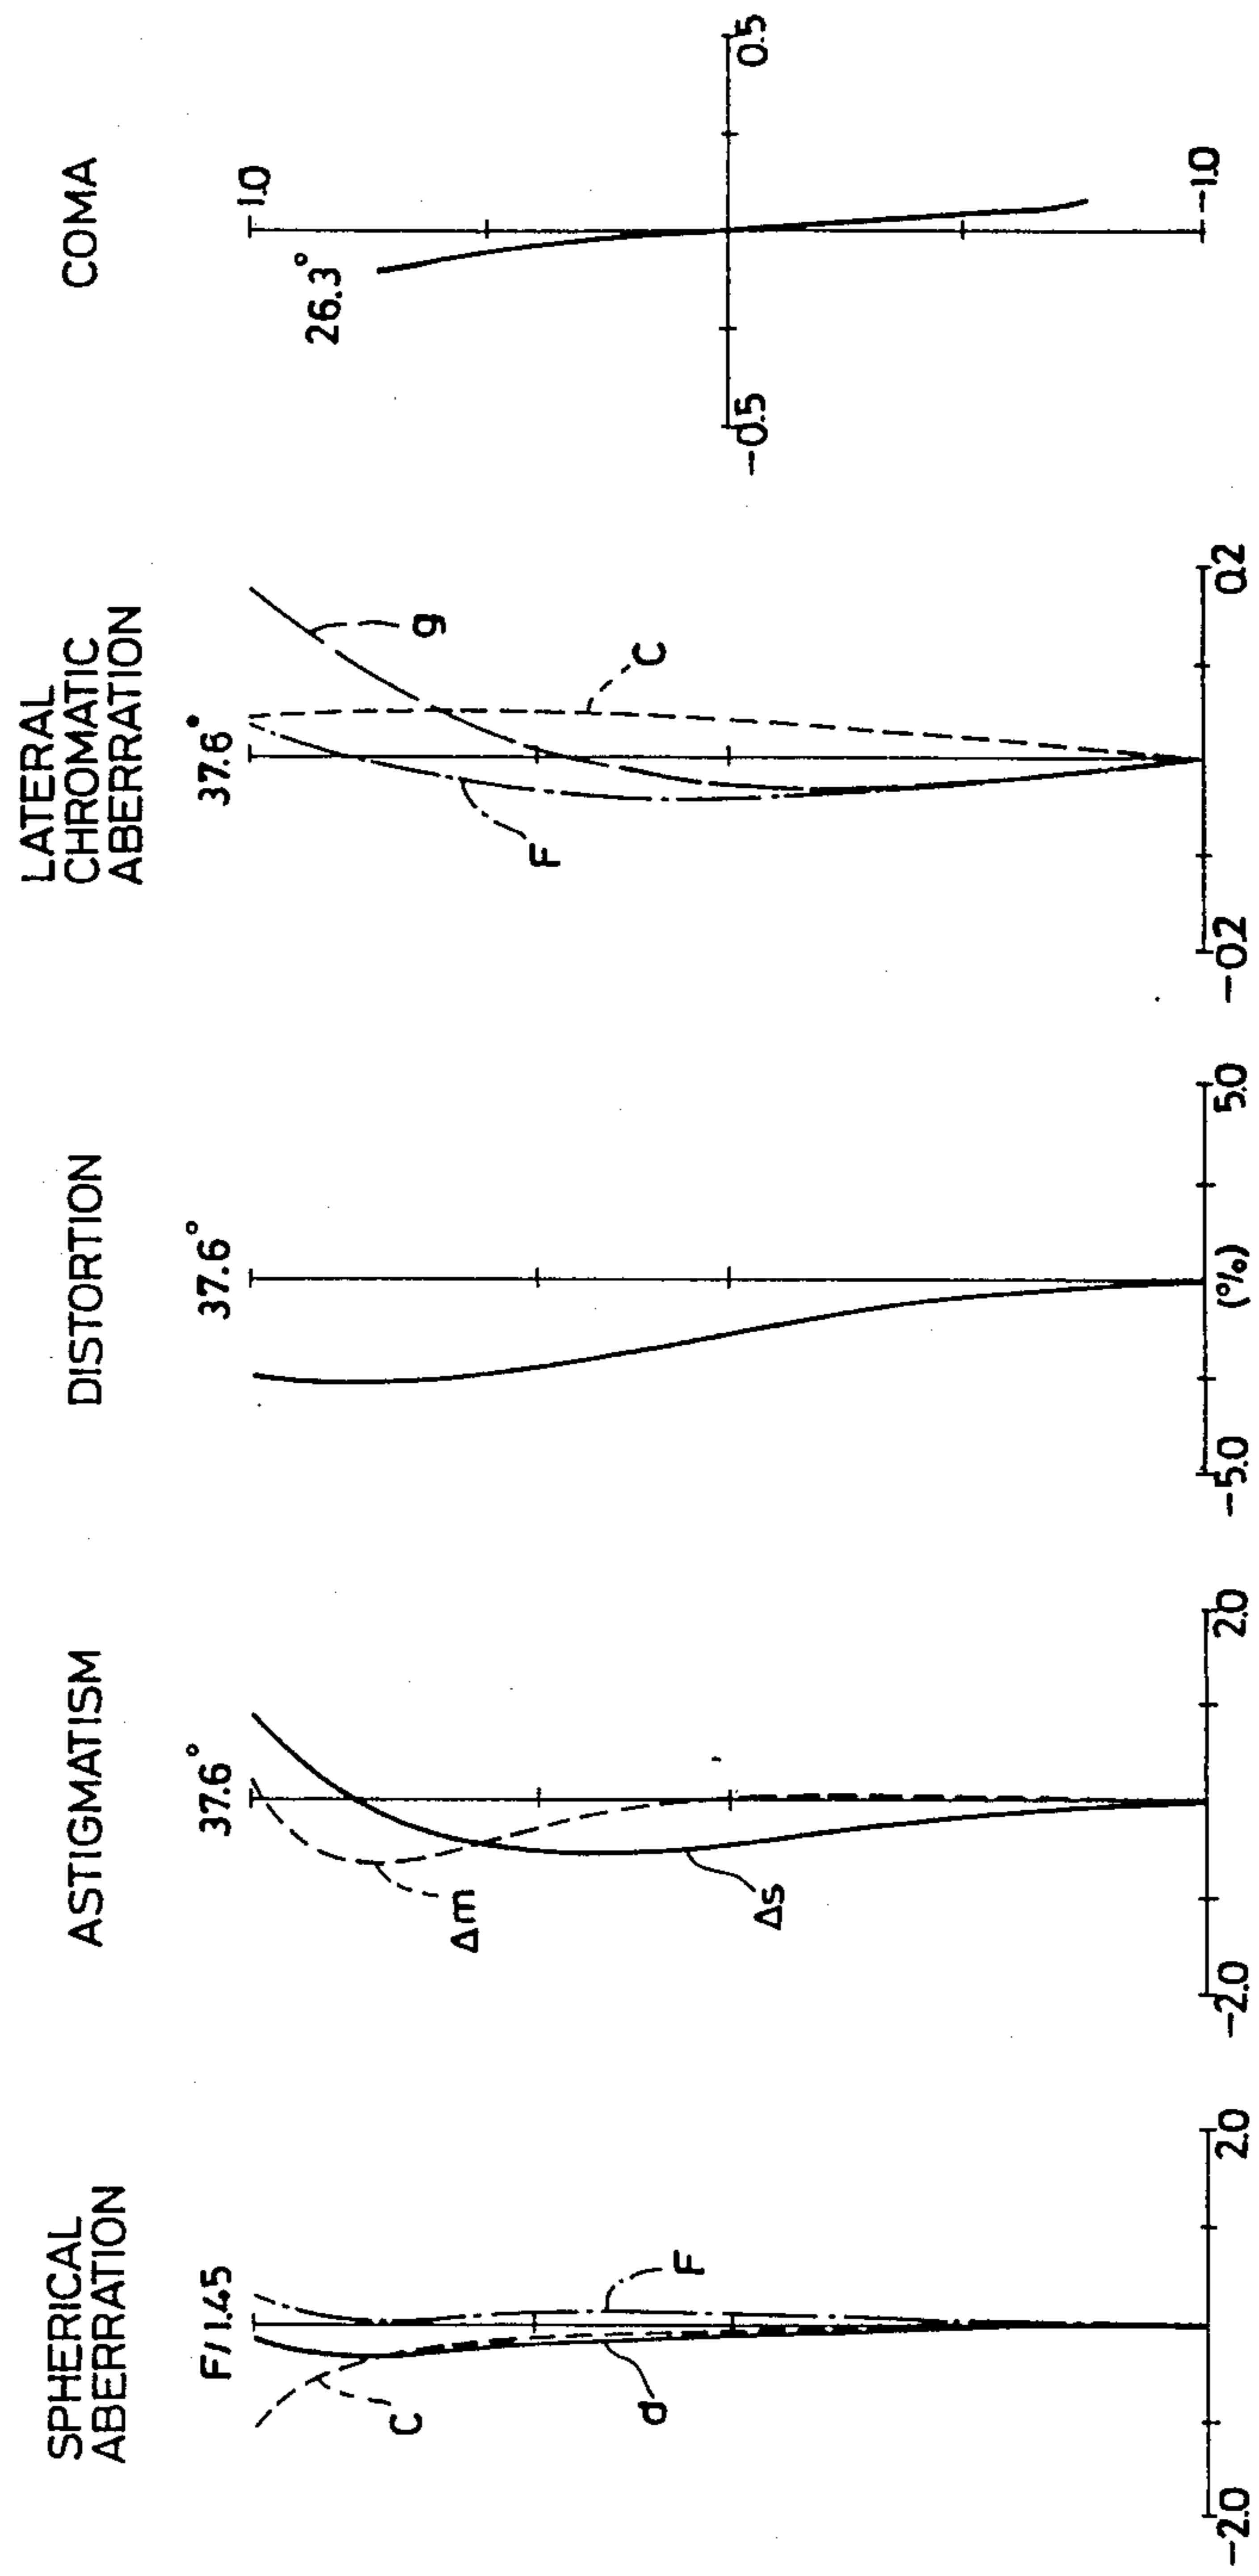 SPHERICAL
ABERRATION
F/1.45
C
d
F
-2.0
2.0
ASTIGMATISM
37.6°
Δm
Δs
-2.0
2.0
DISTORTION
37.6°
-5.0
(%)
5.0
LATERAL
CHROMATIC
ABERRATION
37.6°
g
C
F
-0.2
0.2
COMA
26.3°
1.0
-0.5
0.5
-1.0